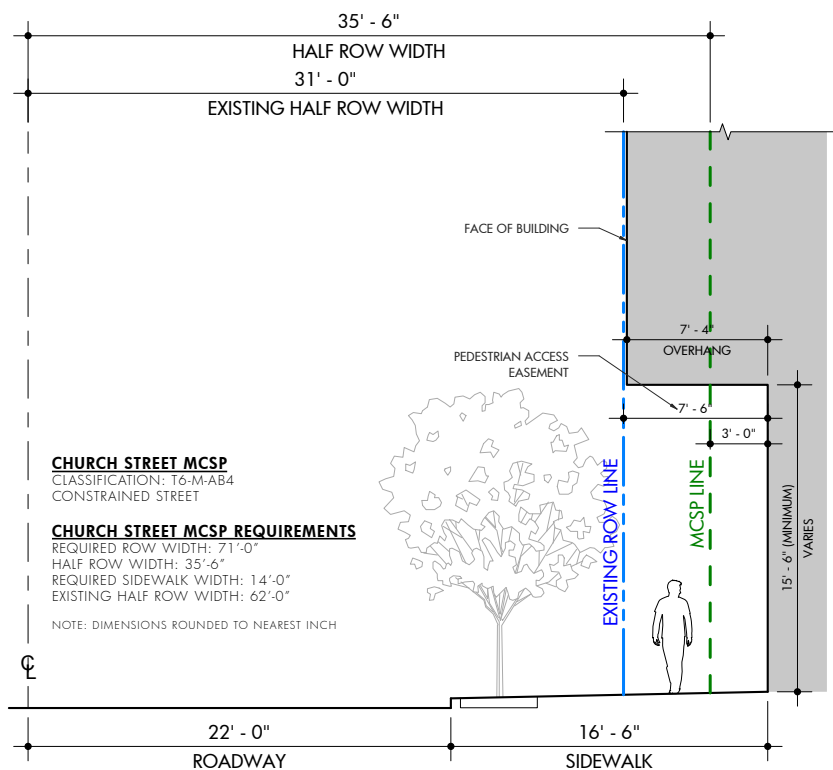 35' - 6"
HALF ROW WIDTH
31' - 0"
EXISTING HALF ROW WIDTH
FACE OF BUILDING
7' - 4"
OVERHANG
PEDESTRIAN ACCESS
EASEMENT
7' - 6"
3' - 0"
CHURCH STREET MCSP
CLASSIFICATION: T6-M-AB4
CONSTRAINED STREET
CHURCH STREET MCSP REQUIREMENTS
REQUIRED ROW WIDTH: 71'-0"
HALF ROW WIDTH: 35'-6"
REQUIRED SIDEWALK WIDTH: 14'-0"
EXISTING HALF ROW WIDTH: 62'-0"
NOTE: DIMENSIONS ROUNDED TO NEAREST INCH
EXISTING ROW LINE
MCSP LINE
15' - 6" (MINIMUM)
VARIES
℄
22' - 0"
ROADWAY
16' - 6"
SIDEWALK